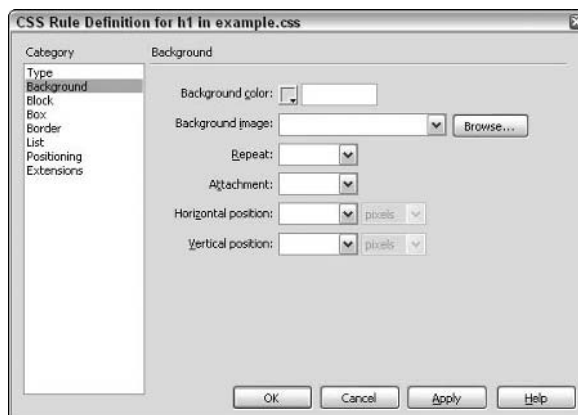 CSS Rule Definition for h1 in example.css
Category
Type
Background
Block
Box
Border
List
Positioning
Extensions
Background
Background color:
Background image:
Browse...
Repeat:
Attachment:
Horizontal position:
pixels
Vertical position:
pixels
OK
Cancel
Apply
Help